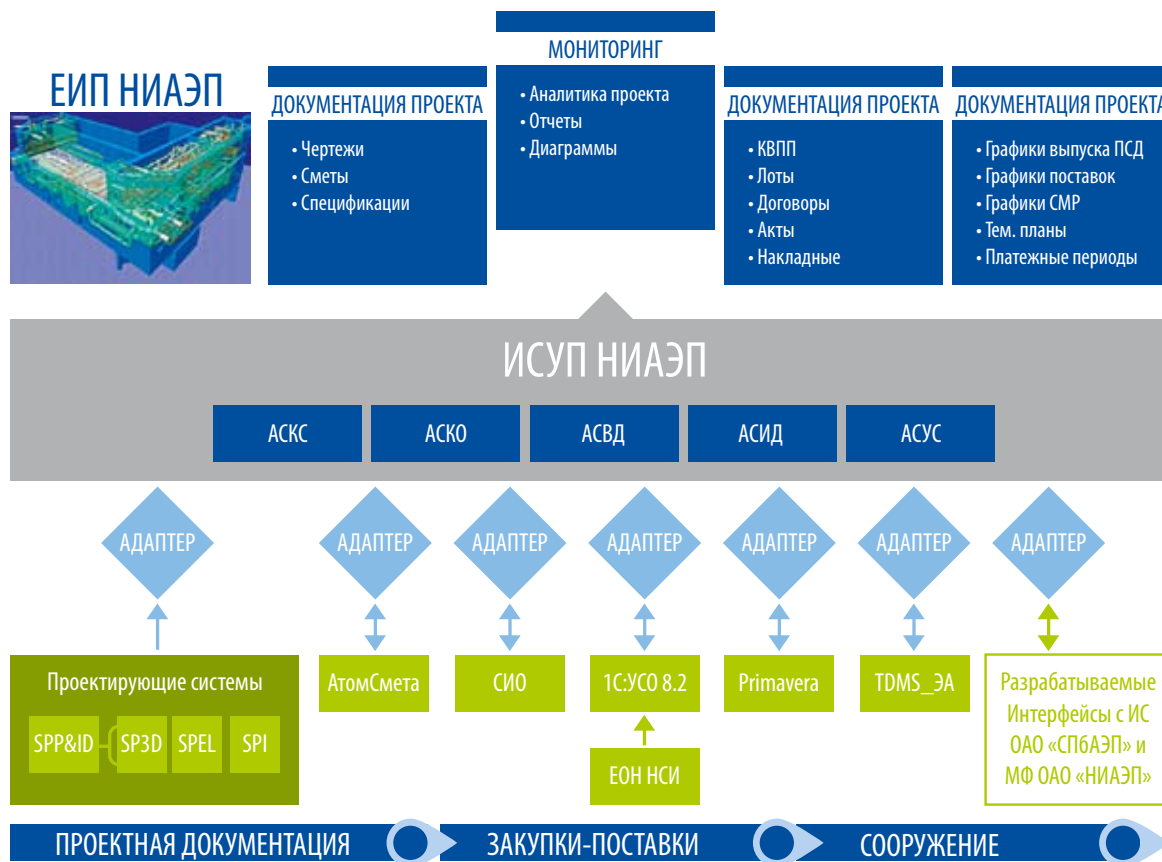 ЕИП НИАЭП
ДОКУМЕНТАЦИЯ ПРОЕКТА
• Чертежи
• Сметы
• Спецификации
МОНИТОРИНГ
• Аналитика проекта
• Отчеты
• Диаграммы
ДОКУМЕНТАЦИЯ ПРОЕКТА
• КВПП
• Лоты
• Договоры
• Акты
• Накладные
ДОКУМЕНТАЦИЯ ПРОЕКТА
• Графики выпуска ПСД
• Графики поставок
• Графики СМР
• Тем. планы
• Платежные периоды
ИСУП НИАЭП
АСКС
АСКО
АСВД
АСИД
АСУС
АДАПТЕР
АДАПТЕР
АДАПТЕР
АДАПТЕР
АДАПТЕР
АДАПТЕР
АДАПТЕР
Проектирующие системы
SPP&ID
SP3D
SPEL
SPI
АтомСмета
СИО
1С:УСО 8.2
ЕОН НСИ
Primavera
TDMS_ЭА
Разрабатываемые
Интерфейсы с ИС
ОАО «СПбАЭП» и
МФ ОАО «НИАЭП»
ПРОЕКТНАЯ ДОКУМЕНТАЦИЯ
ЗАКУПКИ-ПОСТАВКИ
СООРУЖЕНИЕ